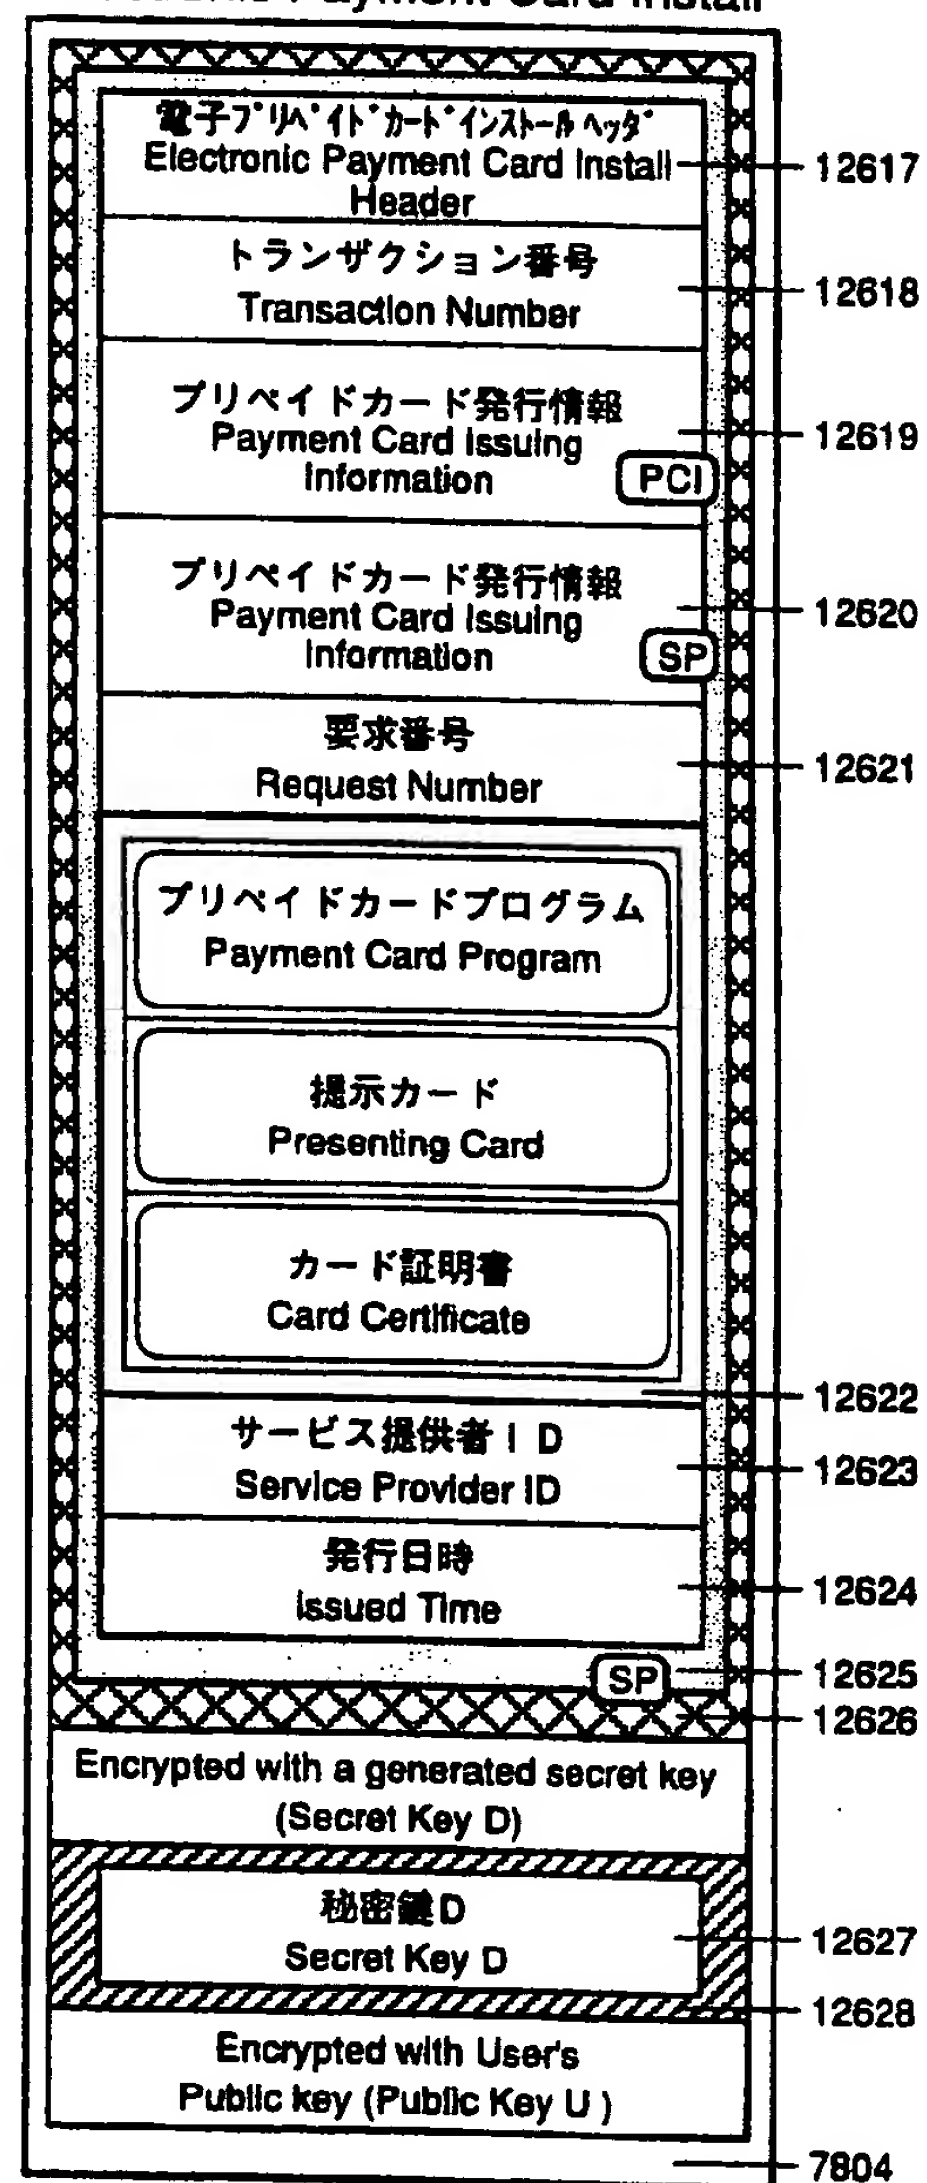 Payment Card Install
電子プリペイドカードインストールヘッダ
Electronic Payment Card Install
Header
12617
トランザクション番号
Transaction Number
12618
プリペイドカード発行情報
Payment Card Issuing
Information
PCI
12619
プリペイドカード発行情報
Payment Card Issuing
Information
SP
12620
要求番号
Request Number
12621
プリペイドカードプログラム
Payment Card Program
提示カード
Presenting Card
カード証明書
Card Certificate
12622
サービス提供者ID
Service Provider ID
12623
発行日時
Issued Time
12624
SP
12625
12626
Encrypted with a generated secret key
(Secret Key D)
秘密鍵D
Secret Key D
12627
12628
Encrypted with User's
Public key (Public Key U )
7804